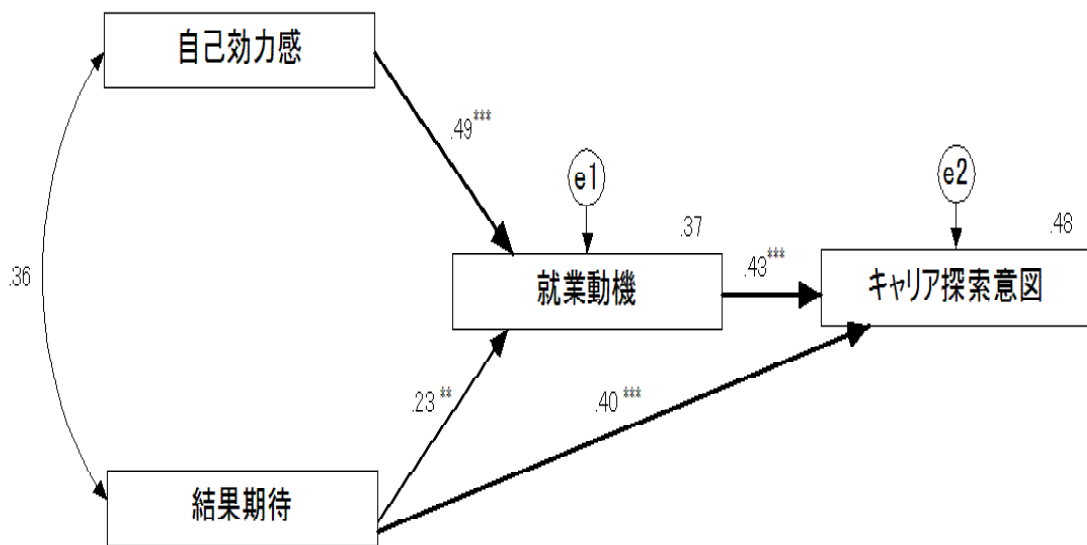 自己効力感
.49***
e1
e2
.37
.48
.36
就業動機
.43***
キャリア探索意図
.23 **
.40 ***
結果期待